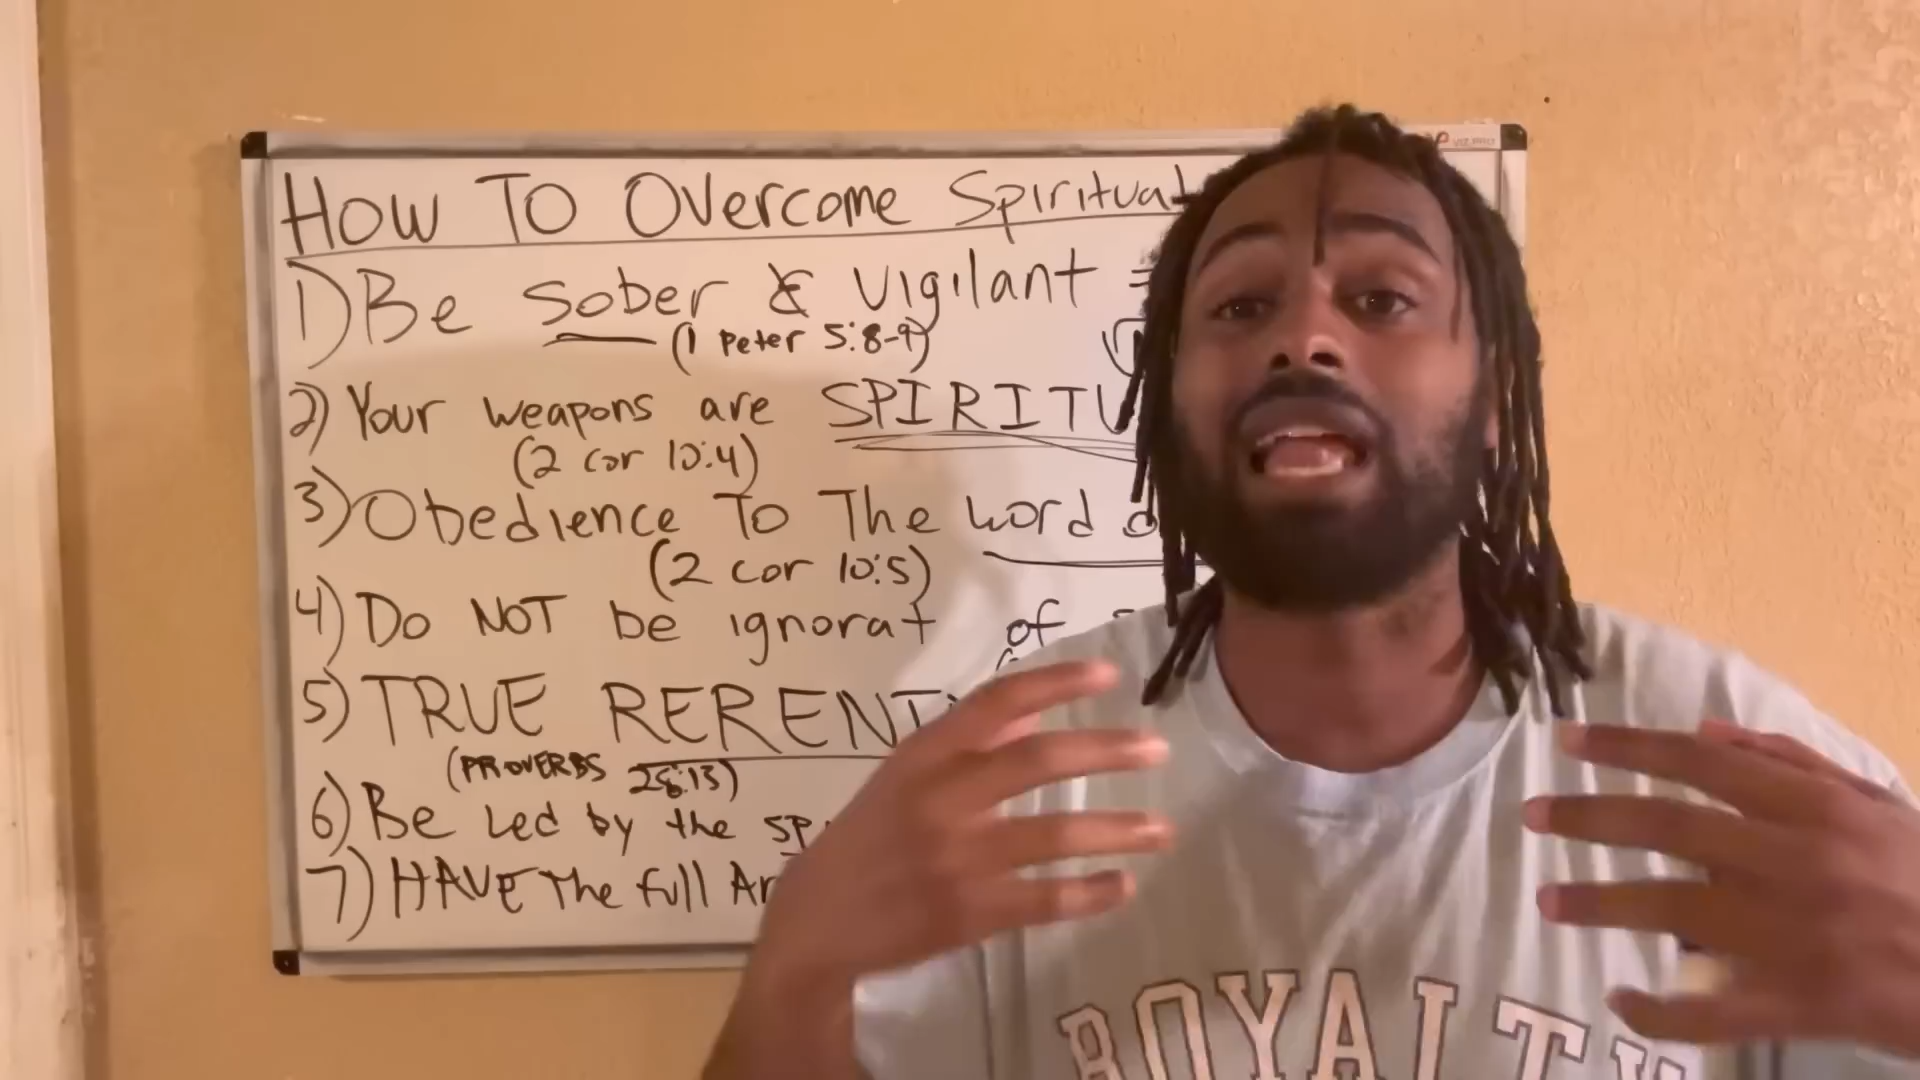 How To Overcome Spiritual
1) Be sober & vigilant =
(1 Peter 5:8-9)
2) Your weapons are SPIRITU
(2 cor 10:4)
3) Obedience To The word o
(2 cor 10:5)
4) Do NOT be ignorat of
5) TRUE RERENT
(PROVERBS 28:13)
6) Be Led by the SP
7) HAVE The full Ar
ROYALTY